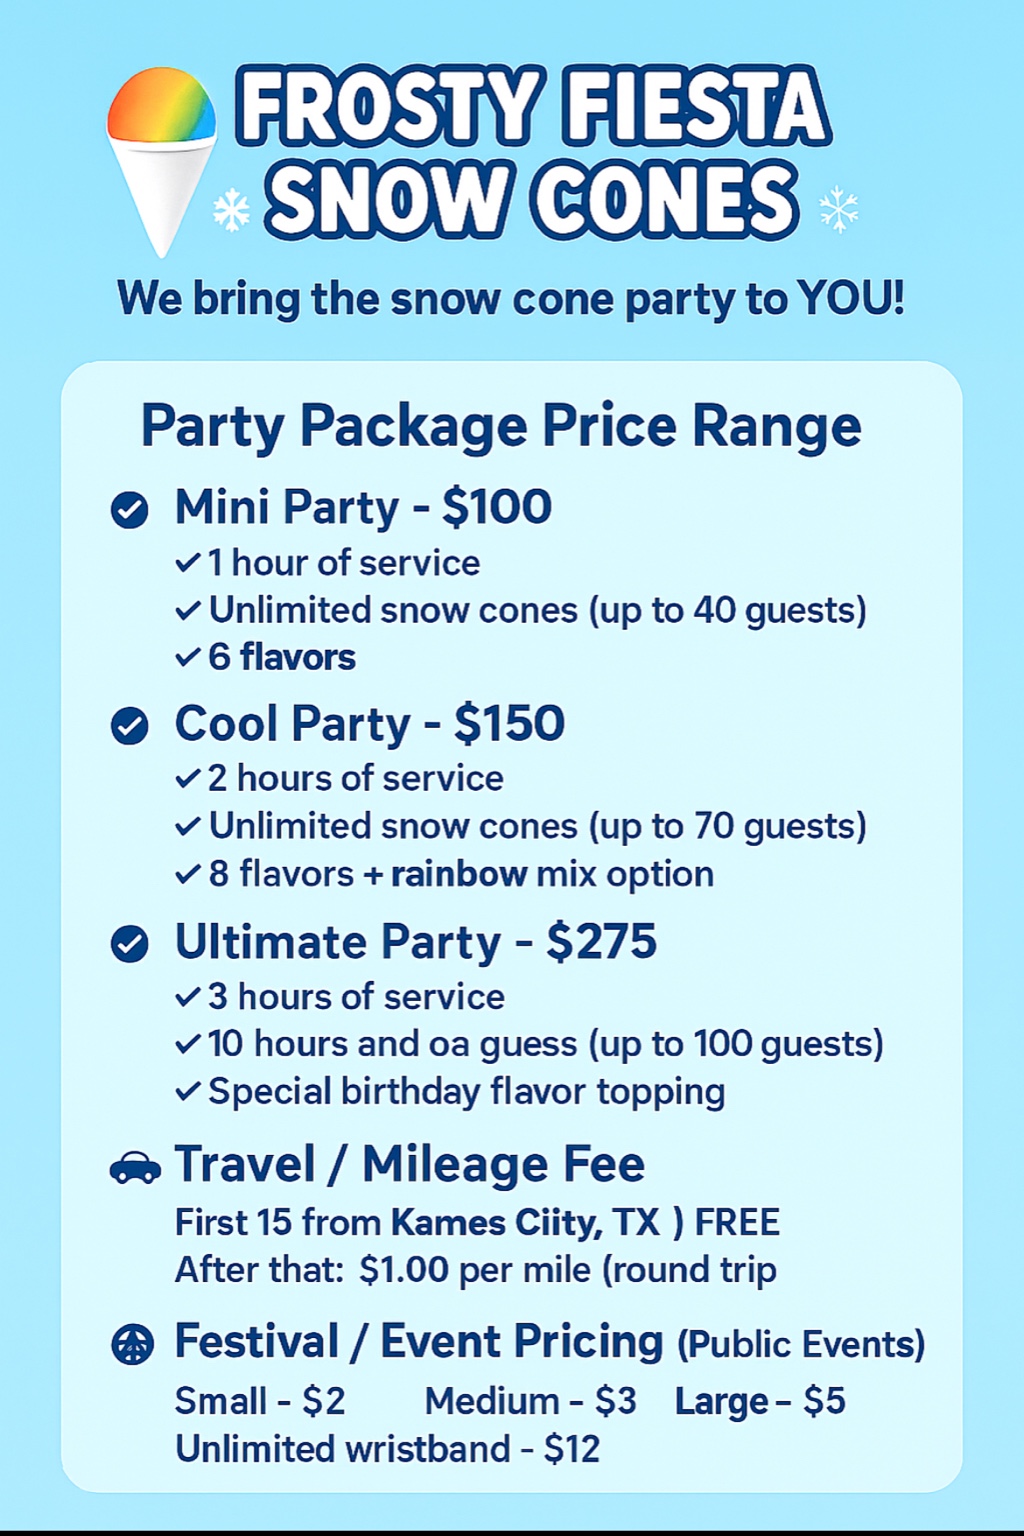 FROSTY FIESTA
SNOW CONES
We bring the snow cone party to YOU!
Party Package Price Range
Mini Party - $100
✓ 1 hour of service
✓ Unlimited snow cones (up to 40 guests)
✓ 6 flavors
Cool Party - $150
✓ 2 hours of service
✓ Unlimited snow cones (up to 70 guests)
✓ 8 flavors + rainbow mix option
Ultimate Party - $275
✓ 3 hours of service
✓ 10 hours and oa guess (up to 100 guests)
✓ Special birthday flavor topping
Travel / Mileage Fee
First 15 from Kames Ciity, TX ) FREE
After that: $1.00 per mile (round trip
Festival / Event Pricing (Public Events)
Small - $2 Medium - $3 Large - $5
Unlimited wristband - $12